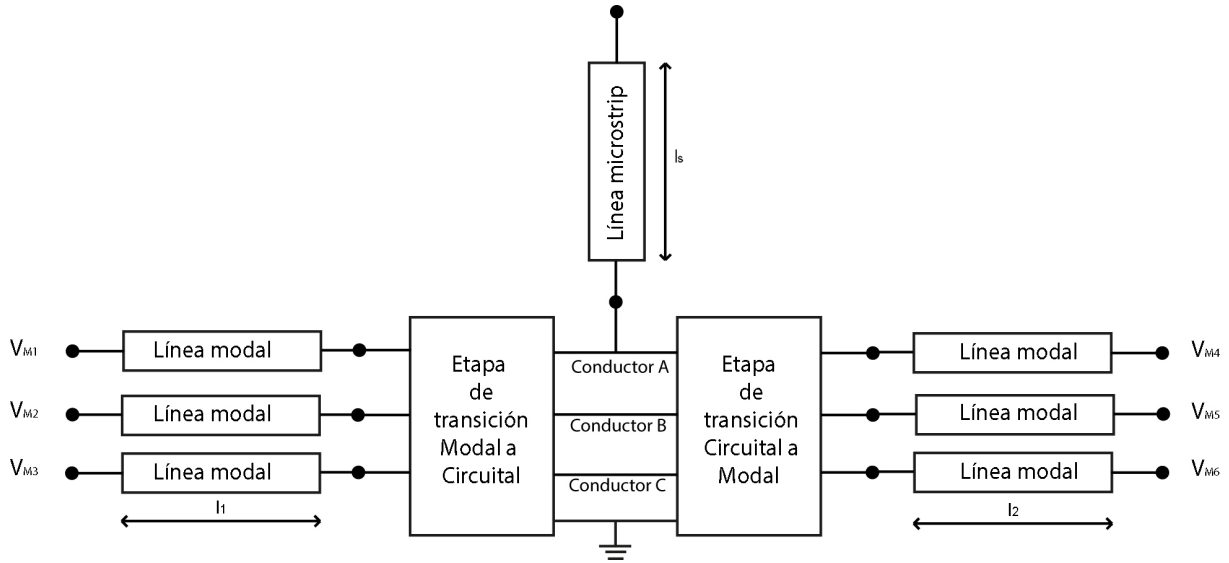 Línea microstrip
ls
VM1
Línea modal
VM2
Línea modal
VM3
Línea modal
l1
Etapa
de
transición
Modal a
Circuital
Conductor A
Conductor B
Conductor C
Etapa
de
transición
Circuital a
Modal
Línea modal
VM4
Línea modal
VM5
Línea modal
VM6
l2